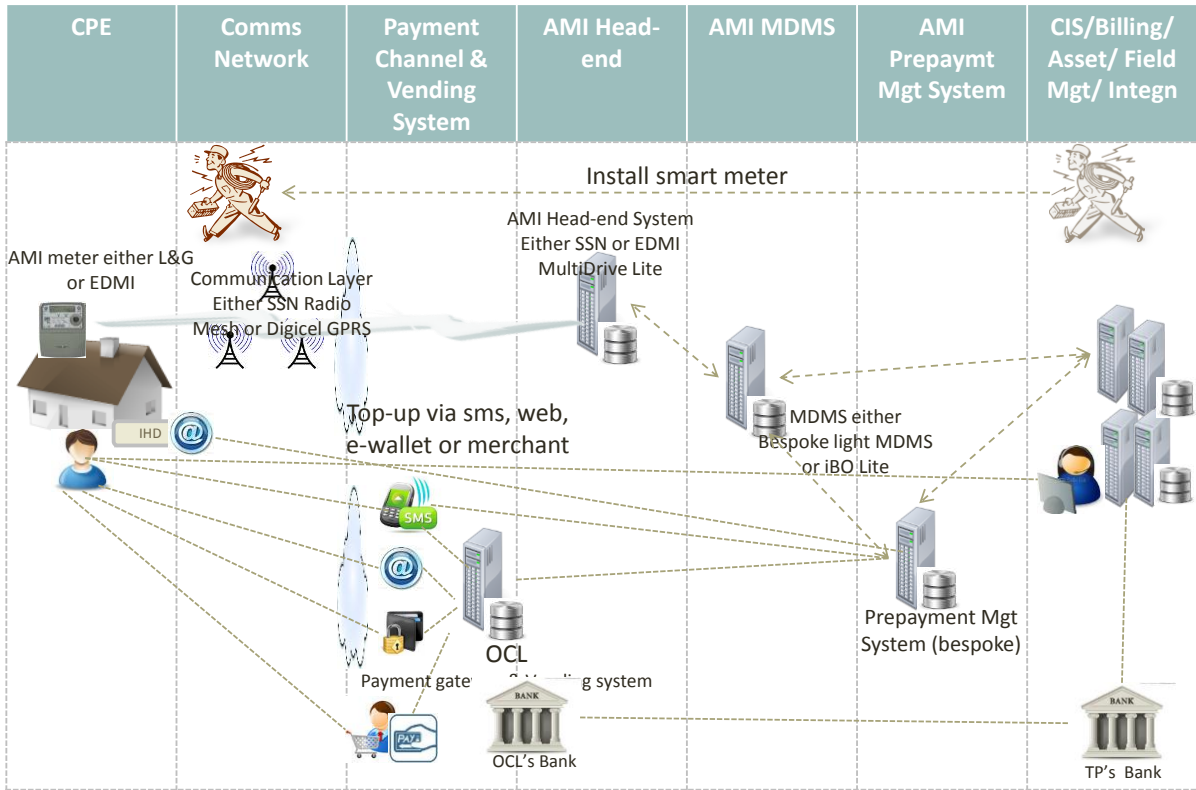 CPE
Comms
Network
Payment
Channel &
Vending
System
AMI Head-
end
AMI MDMS
AMI
Prepaymt
Mgt System
CIS/Billing/
Asset/ Field
Mgt/ Integn
Install smart meter
AMI Head-end System
Either SSN or EDMI
MultiDrive Lite
AMI meter either L&G
or EDMI
Communication Layer
Either SSN Radio
Mesh or Digicel GPRS
Top-up via sms, web,
e-wallet or merchant
MDMS either
Bespoke light MDMS
or iBO Lite
IHD
@
SMS
@
OCL
Prepayment Mgt
System (bespoke)
Payment gate
system
BANK
BANK
PAY
OCL's Bank
TP's Bank